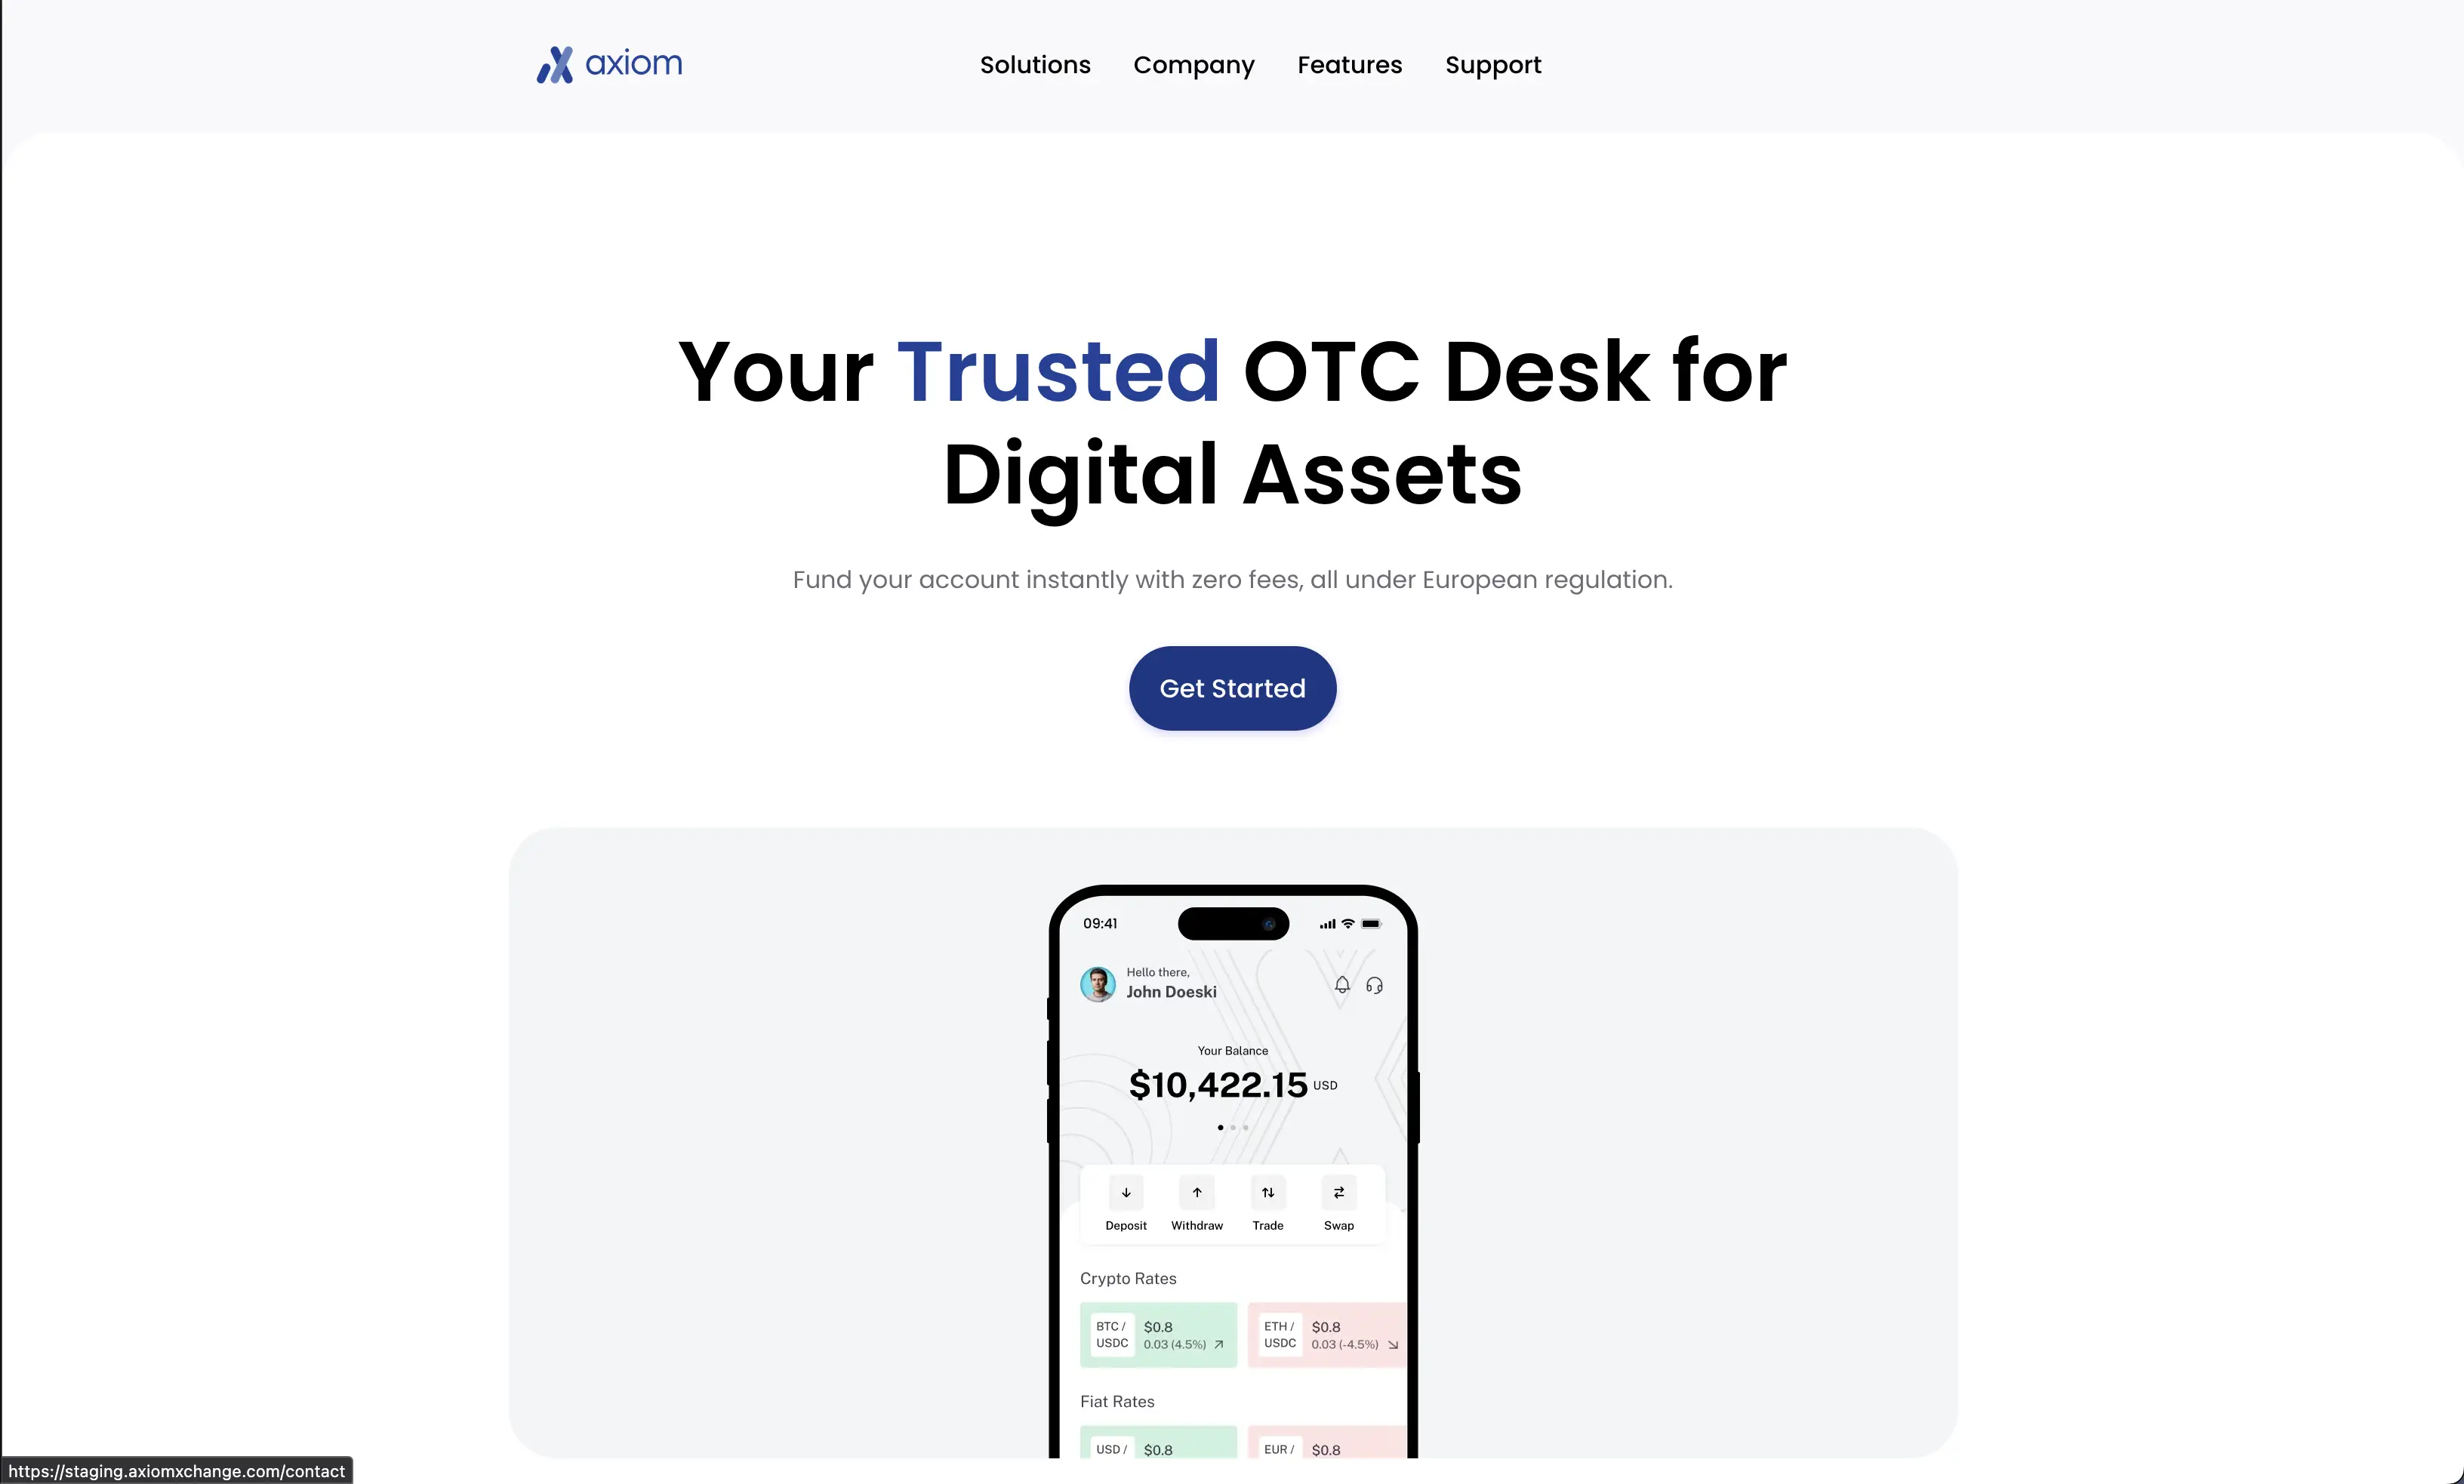 axiom
Solutions Company Features Support
Your Trusted OTC Desk for
Digital Assets
Fund your account instantly with zero fees, all under European regulation.
Get Started
09:41
Hello there,
John Doeski
Your Balance
$10,422.15 USD
Deposit Withdraw Trade Swap
Crypto Rates
BTC / $0.8 ETH / $0.8
USDC 0.03 (4.5%) USDC 0.03 (-4.5%)
Fiat Rates
USD / $0.8 EUR / $0.8
https://staging.axiomxchange.com/contact